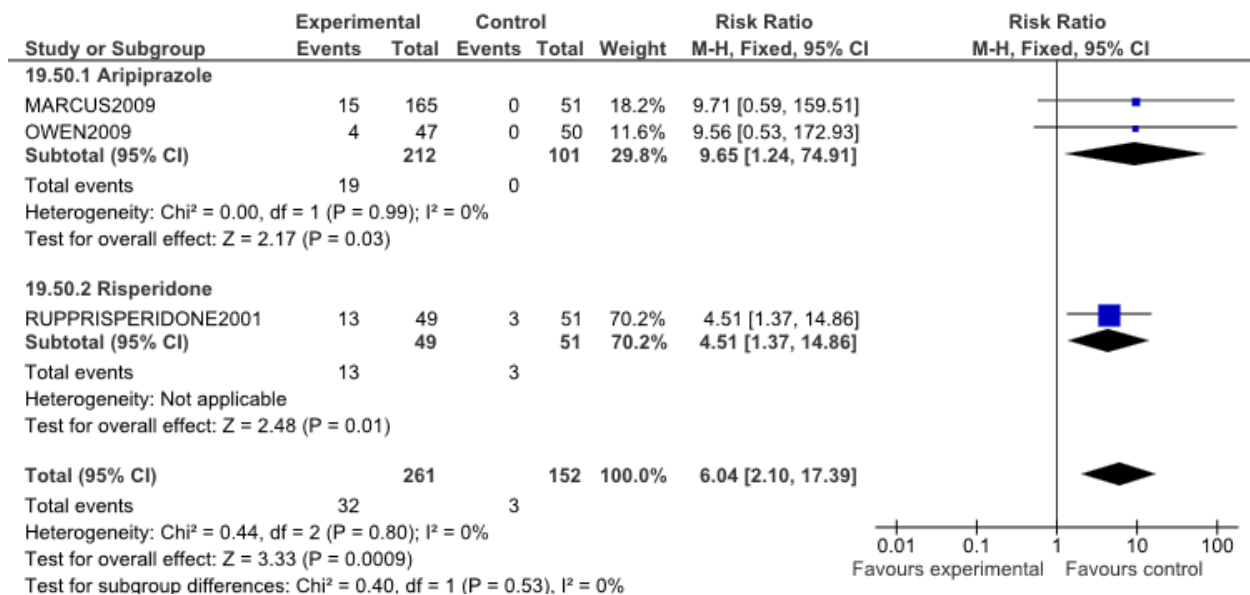 Experimental Control Risk Ratio Risk Ratio
Study or Subgroup Events Total Events Total Weight M-H, Fixed, 95% CI M-H, Fixed, 95% CI
19.50.1 Aripiprazole
MARCUS2009 15 165 0 51 18.2% 9.71 [0.59, 159.51]
OWEN2009 4 47 0 50 11.6% 9.56 [0.53, 172.93]
Subtotal (95% CI) 212 101 29.8% 9.65 [1.24, 74.91]
Total events 19 0
Heterogeneity: Chi² = 0.00, df = 1 (P = 0.99); I² = 0%
Test for overall effect: Z = 2.17 (P = 0.03)
19.50.2 Risperidone
RUPPRISPERIDONE2001 13 49 3 51 70.2% 4.51 [1.37, 14.86]
Subtotal (95% CI) 49 51 70.2% 4.51 [1.37, 14.86]
Total events 13 3
Heterogeneity: Not applicable
Test for overall effect: Z = 2.48 (P = 0.01)
Total (95% CI) 261 152 100.0% 6.04 [2.10, 17.39]
Total events 32 3
Heterogeneity: Chi² = 0.44, df = 2 (P = 0.80); I² = 0%
Test for overall effect: Z = 3.33 (P = 0.0009)
Test for subgroup differences: Chi² = 0.40, df = 1 (P = 0.53), I² = 0%
0.01 0.1 1 10 100
Favours experimental Favours control